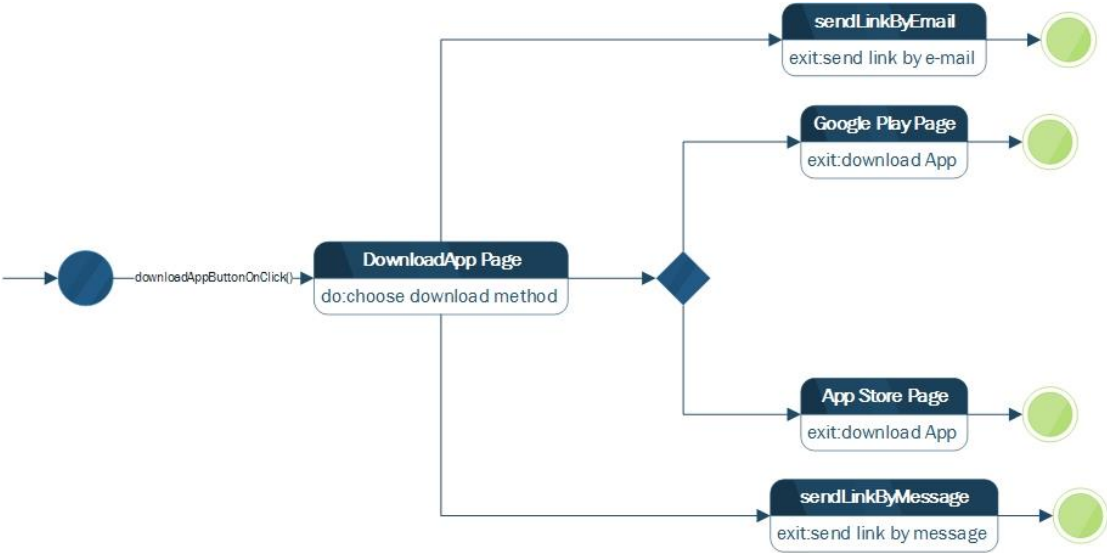 sendLinkByEmail
exit:send link by e-mail
Google Play Page
exit:download App
downloadAppButtonOnClick()
DownloadApp Page
do:choose download method
App Store Page
exit:download App
sendLinkByMessage
exit:send link by message